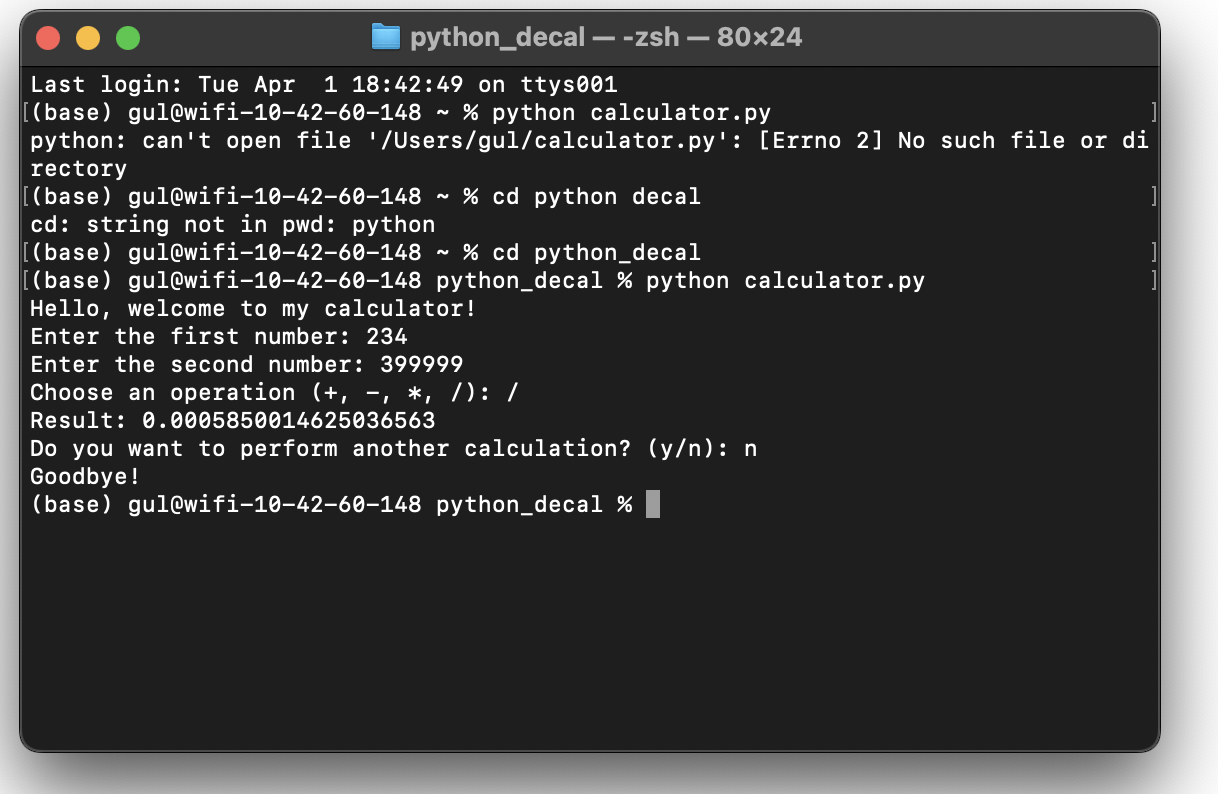 python_decal — -zsh — 80×24
Last login: Tue Apr  1 18:42:49 on ttys001
[(base) gul@wifi-10-42-60-148 ~ % python calculator.py ]
python: can't open file '/Users/gul/calculator.py': [Errno 2] No such file or di
rectory
[(base) gul@wifi-10-42-60-148 ~ % cd python decal ]
cd: string not in pwd: python
[(base) gul@wifi-10-42-60-148 ~ % cd python_decal ]
[(base) gul@wifi-10-42-60-148 python_decal % python calculator.py ]
Hello, welcome to my calculator!
Enter the first number: 234
Enter the second number: 399999
Choose an operation (+, -, *, /): /
Result: 0.0005850014625036563
Do you want to perform another calculation? (y/n): n
Goodbye!
(base) gul@wifi-10-42-60-148 python_decal %